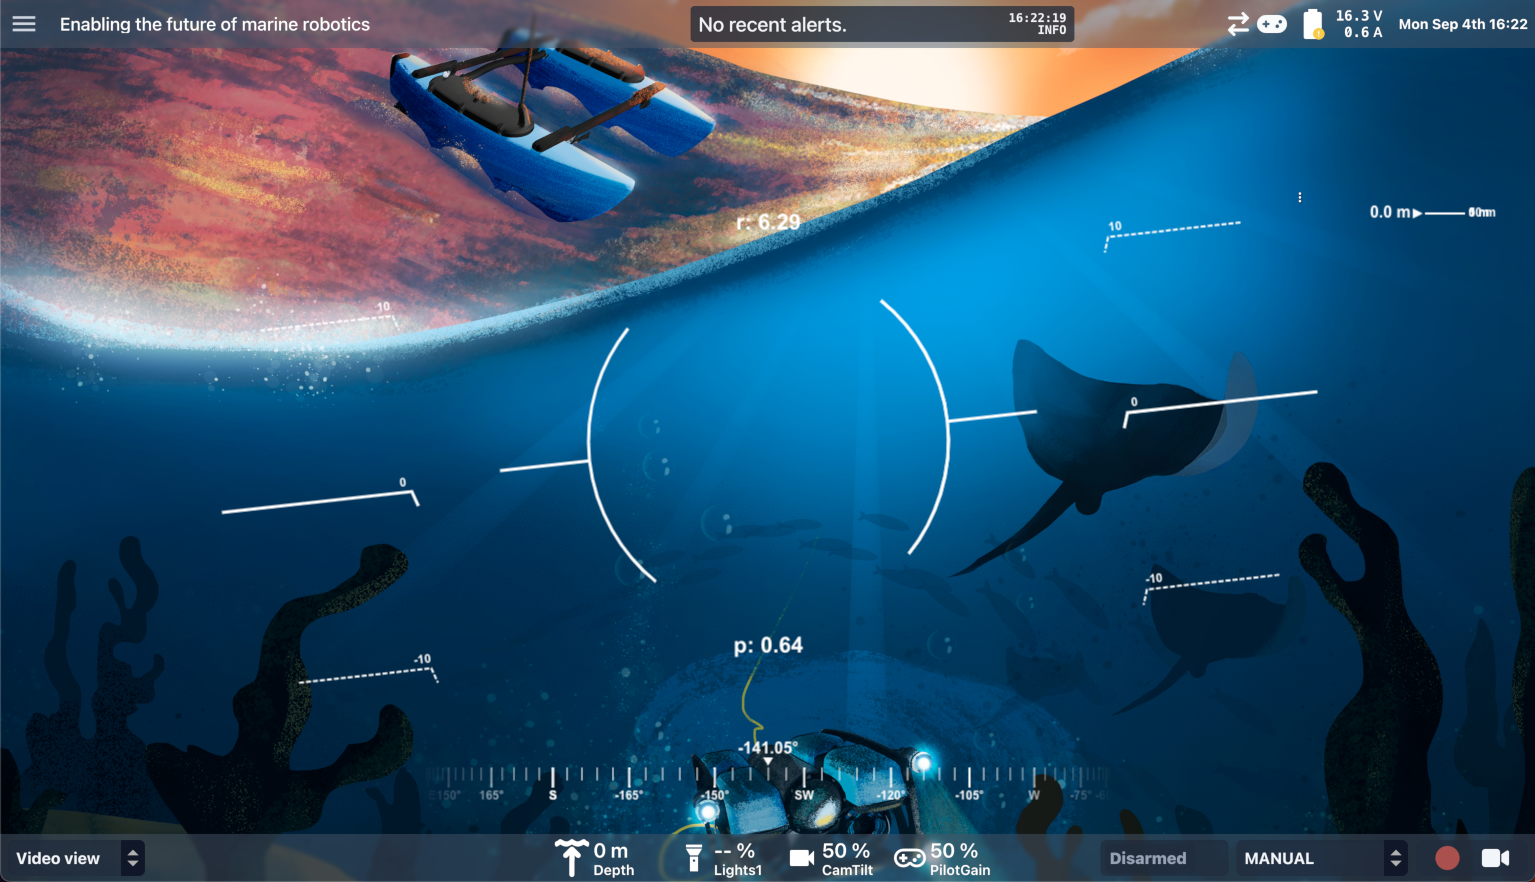 Enabling the future of marine robotics
No recent alerts.
16:22:19
INFO
16.3 V
0.6 A
Mon Sep 4th 16:22
r: 6.29
10
0.0 m
-10
0
0
-10
-10
p: 0.64
-141.05°
165°
S
-165°
-150°
SW
-120°
-105°
W
-75°
Video view
0 m
Depth
-- %
Lights1
50 %
CamTilt
50 %
PilotGain
Disarmed
MANUAL